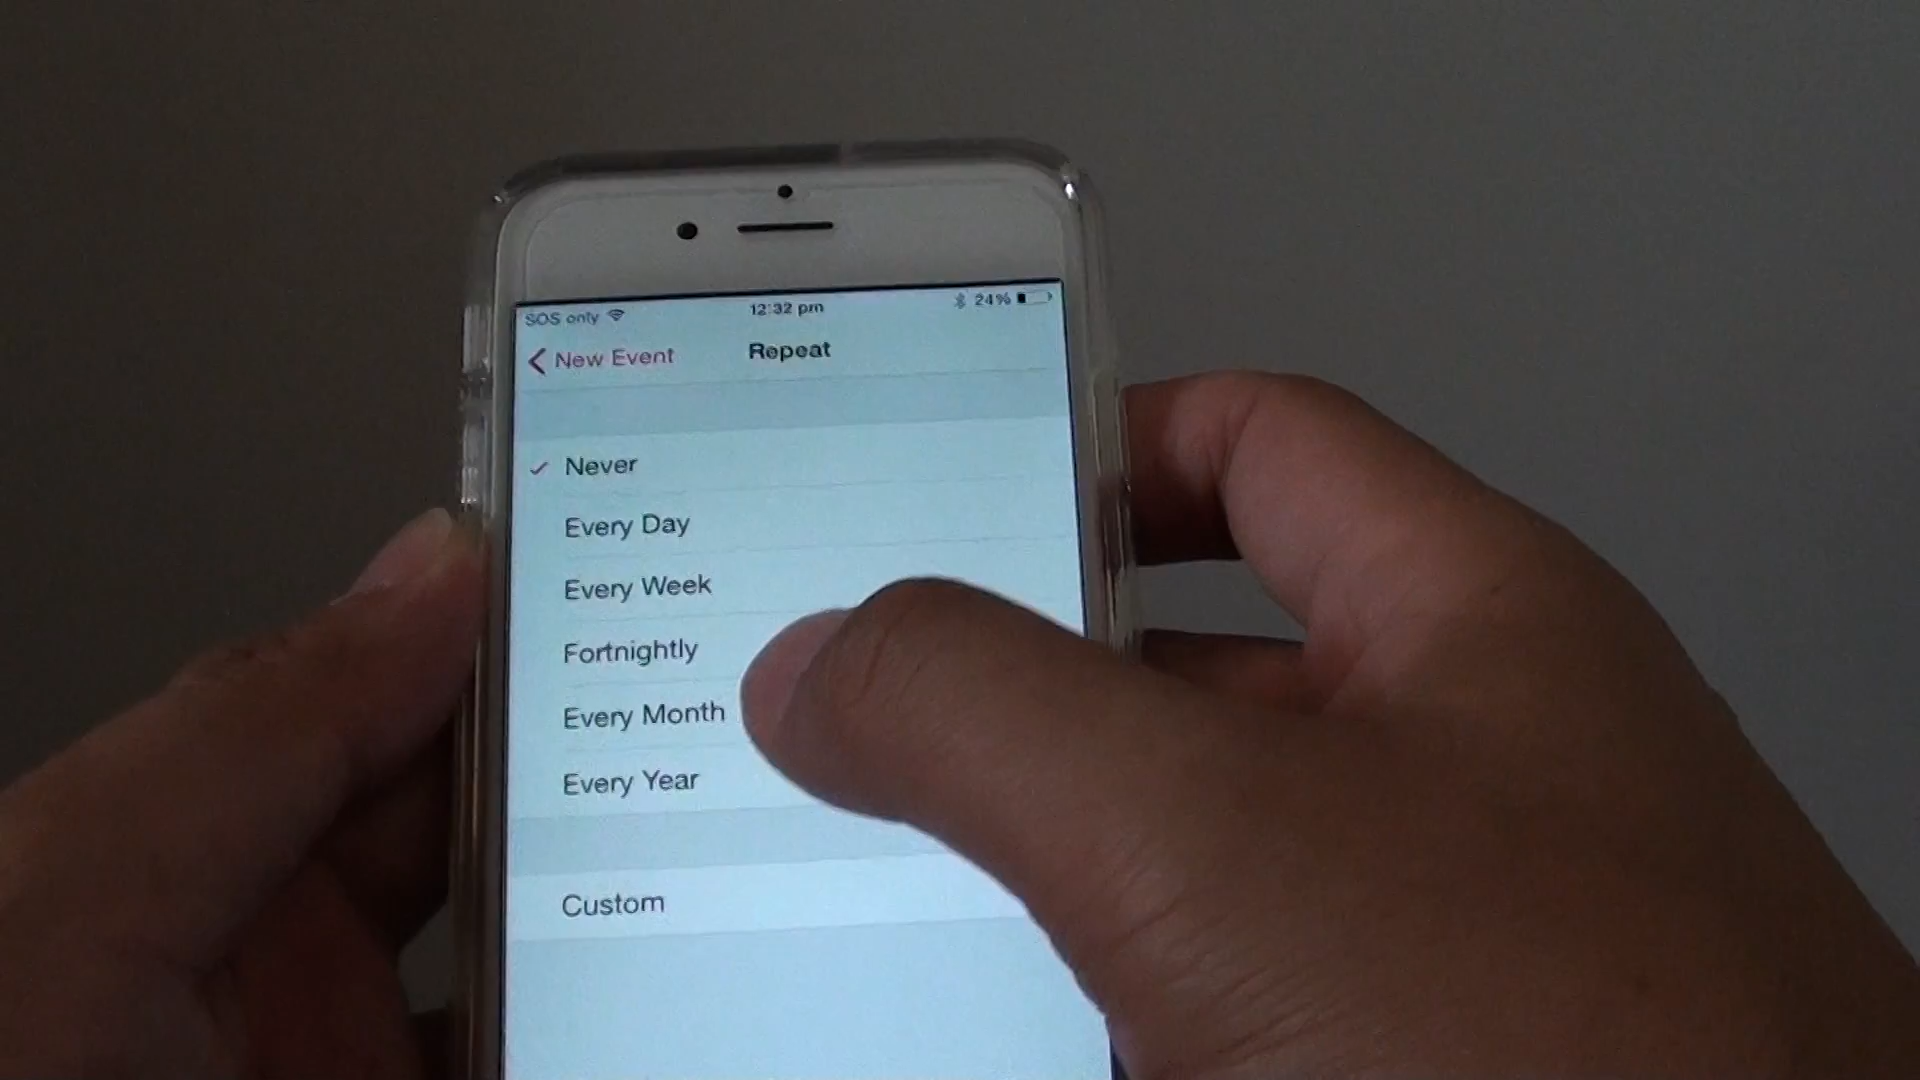 SOS only 12:32 pm 24%
New Event Repeat
Never
Every Day
Every Week
Fortnightly
Every Month
Every Year
Custom